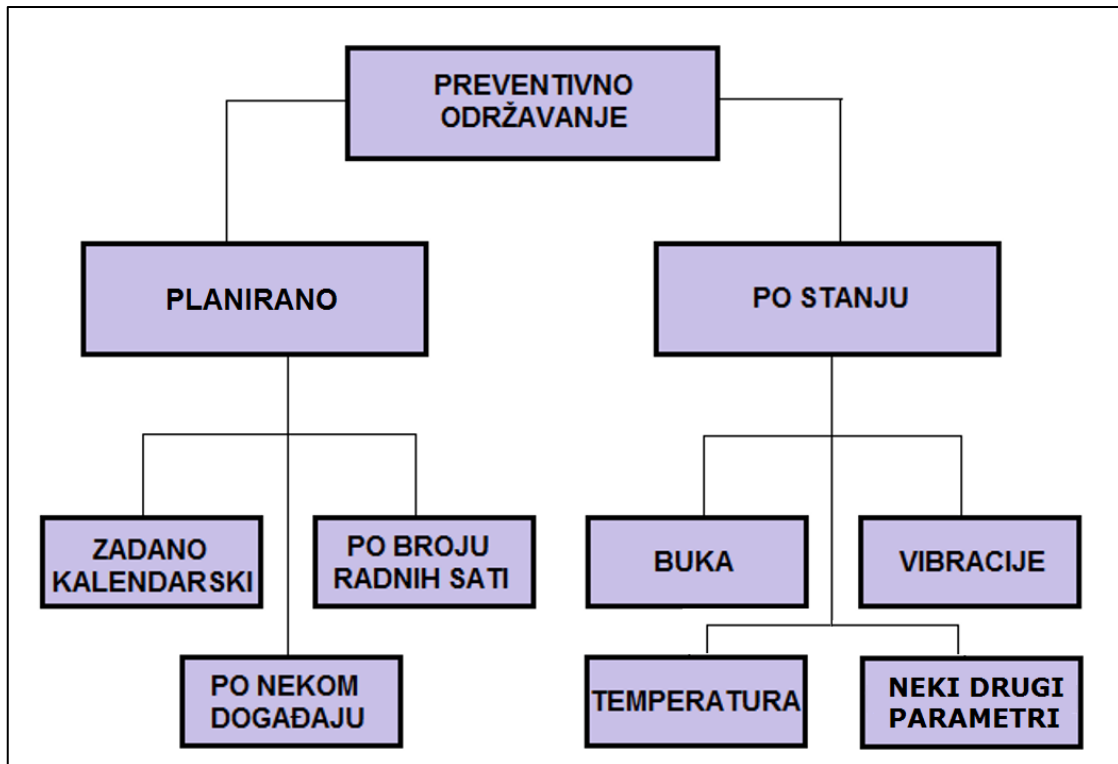 PREVENTIVNO
ODRŽAVANJE
PLANIRANO
PO STANJU
ZADANO
KALENDARSKI
PO BROJU
RADNIH SATI
PO NEKOM
DOGAĐAJU
BUKA
VIBRACIJE
TEMPERATURA
NEKI DRUGI
PARAMETRI